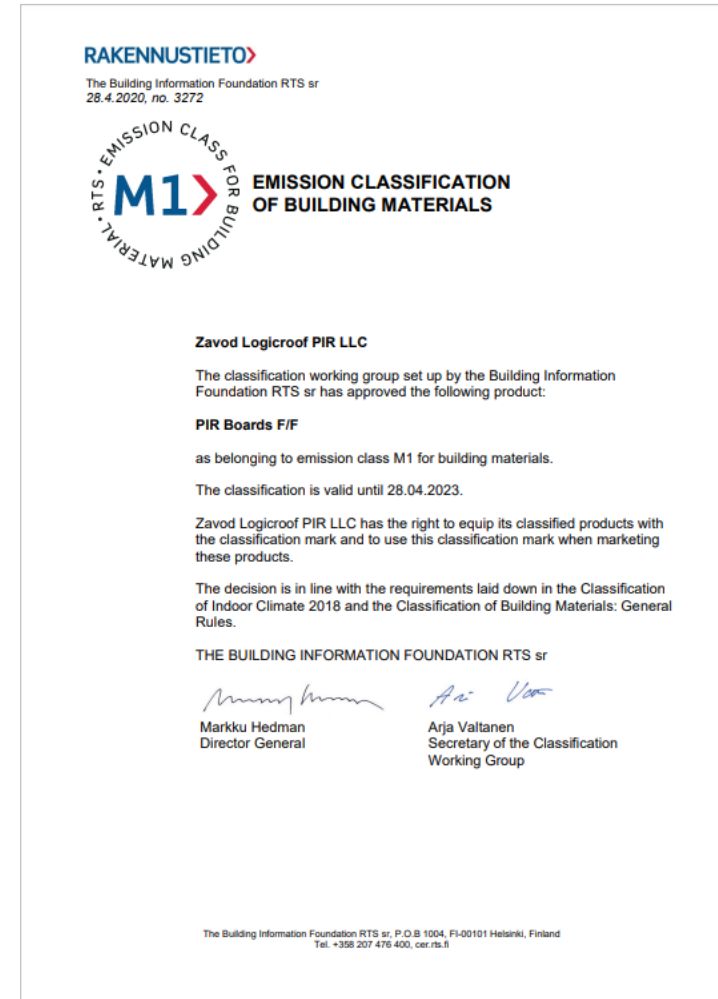 RAKENNUSTIETO>
The Building Information Foundation RTS sr
28.4.2020, no. 3272
RTS • EMISSION CLASS FOR BUILDING MATERIAL •
M1>
EMISSION CLASSIFICATION
OF BUILDING MATERIALS
Zavod Logicroof PIR LLC
The classification working group set up by the Building Information
Foundation RTS sr has approved the following product:
PIR Boards F/F
as belonging to emission class M1 for building materials.
The classification is valid until 28.04.2023.
Zavod Logicroof PIR LLC has the right to equip its classified products with
the classification mark and to use this classification mark when marketing
these products.
The decision is in line with the requirements laid down in the Classification
of Indoor Climate 2018 and the Classification of Building Materials: General
Rules.
THE BUILDING INFORMATION FOUNDATION RTS sr
Markku Hedman
Director General
Arja Valtanen
Secretary of the Classification
Working Group
The Building Information Foundation RTS sr, P.O.B 1004, FI-00101 Helsinki, Finland
Tel. +358 207 476 400, cer.rts.fi